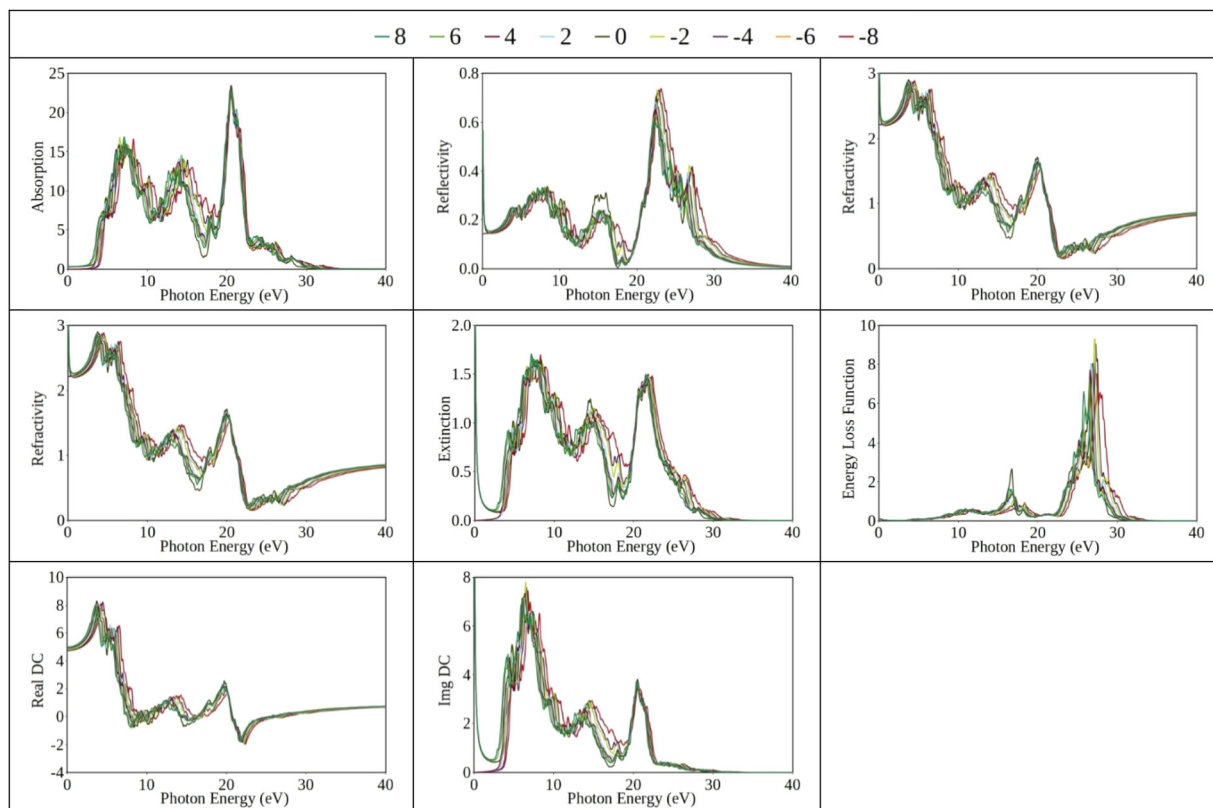 8 6 4 2 0 -2 -4 -6 -8
25
20
15
10
5
0
Absorption
0 10 20 30 40
Photon Energy (eV)
0.8
0.6
0.4
0.2
0.0
Reflectivity
0 10 20 30 40
Photon Energy (eV)
3
2
1
0
Refractivity
0 10 20 30 40
Photon Energy (eV)
3
2
1
0
Refractivity
0 10 20 30 40
Photon Energy (eV)
2.0
1.5
1.0
0.5
0.0
Extinction
0 10 20 30 40
Photon Energy (eV)
10
8
6
4
2
0
Energy Loss Function
0 10 20 30 40
Photon Energy (eV)
10
8
6
4
2
0
-2
-4
Real DC
0 10 20 30 40
Photon Energy (eV)
8
6
4
2
0
Img DC
0 10 20 30 40
Photon Energy (eV)